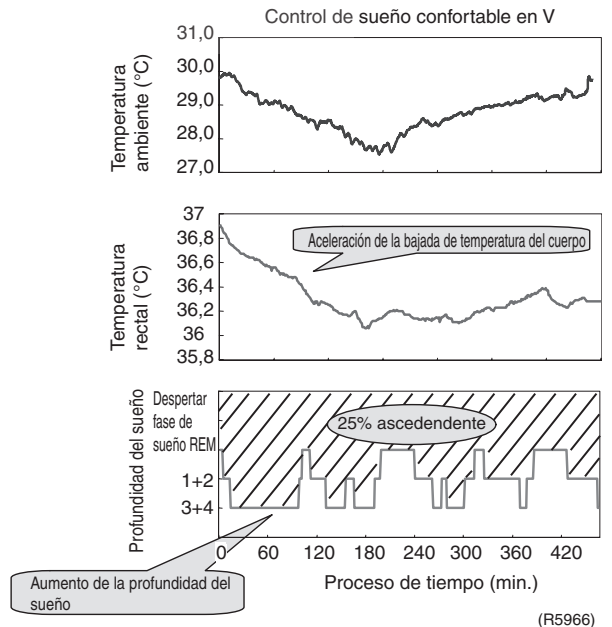 Control de sueño confortable en V
Temperatura
ambiente (°C)
31,0
30,0
29,0
28,0
27,0
Temperatura
rectal (°C)
37
36,8
36,6
36,4
36,2
36
35,8
Aceleración de la bajada de temperatura del cuerpo
Profundidad del sueño
Despertar
fase de
sueño REM
1+2
3+4
25% ascedendente
0 60 120 180 240 300 360 420
Proceso de tiempo (min.)
Aumento de la profundidad del
sueño
(R5966)